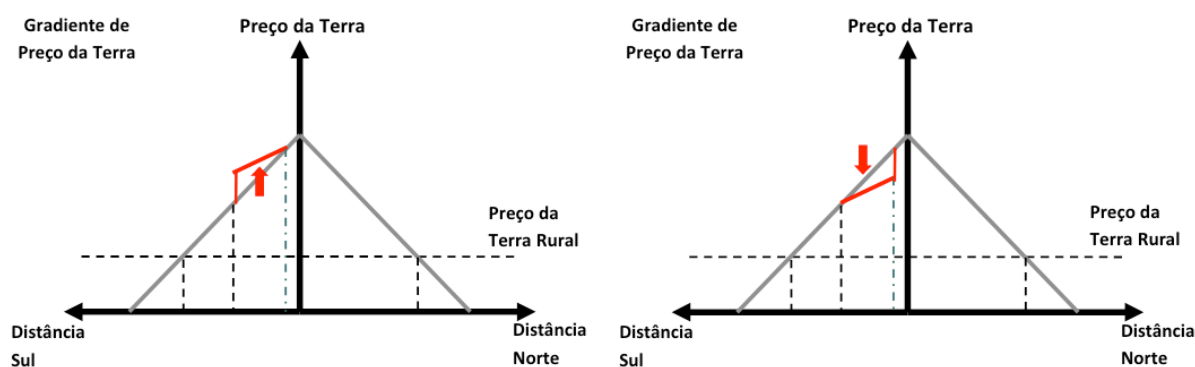 Gradiente de
Preço da Terra
Preço da Terra
Preço da
Terra Rural
Distância
Sul
Distância
Norte
Gradiente de
Preço da Terra
Preço da Terra
Preço da
Terra Rural
Distância
Sul
Distância
Norte